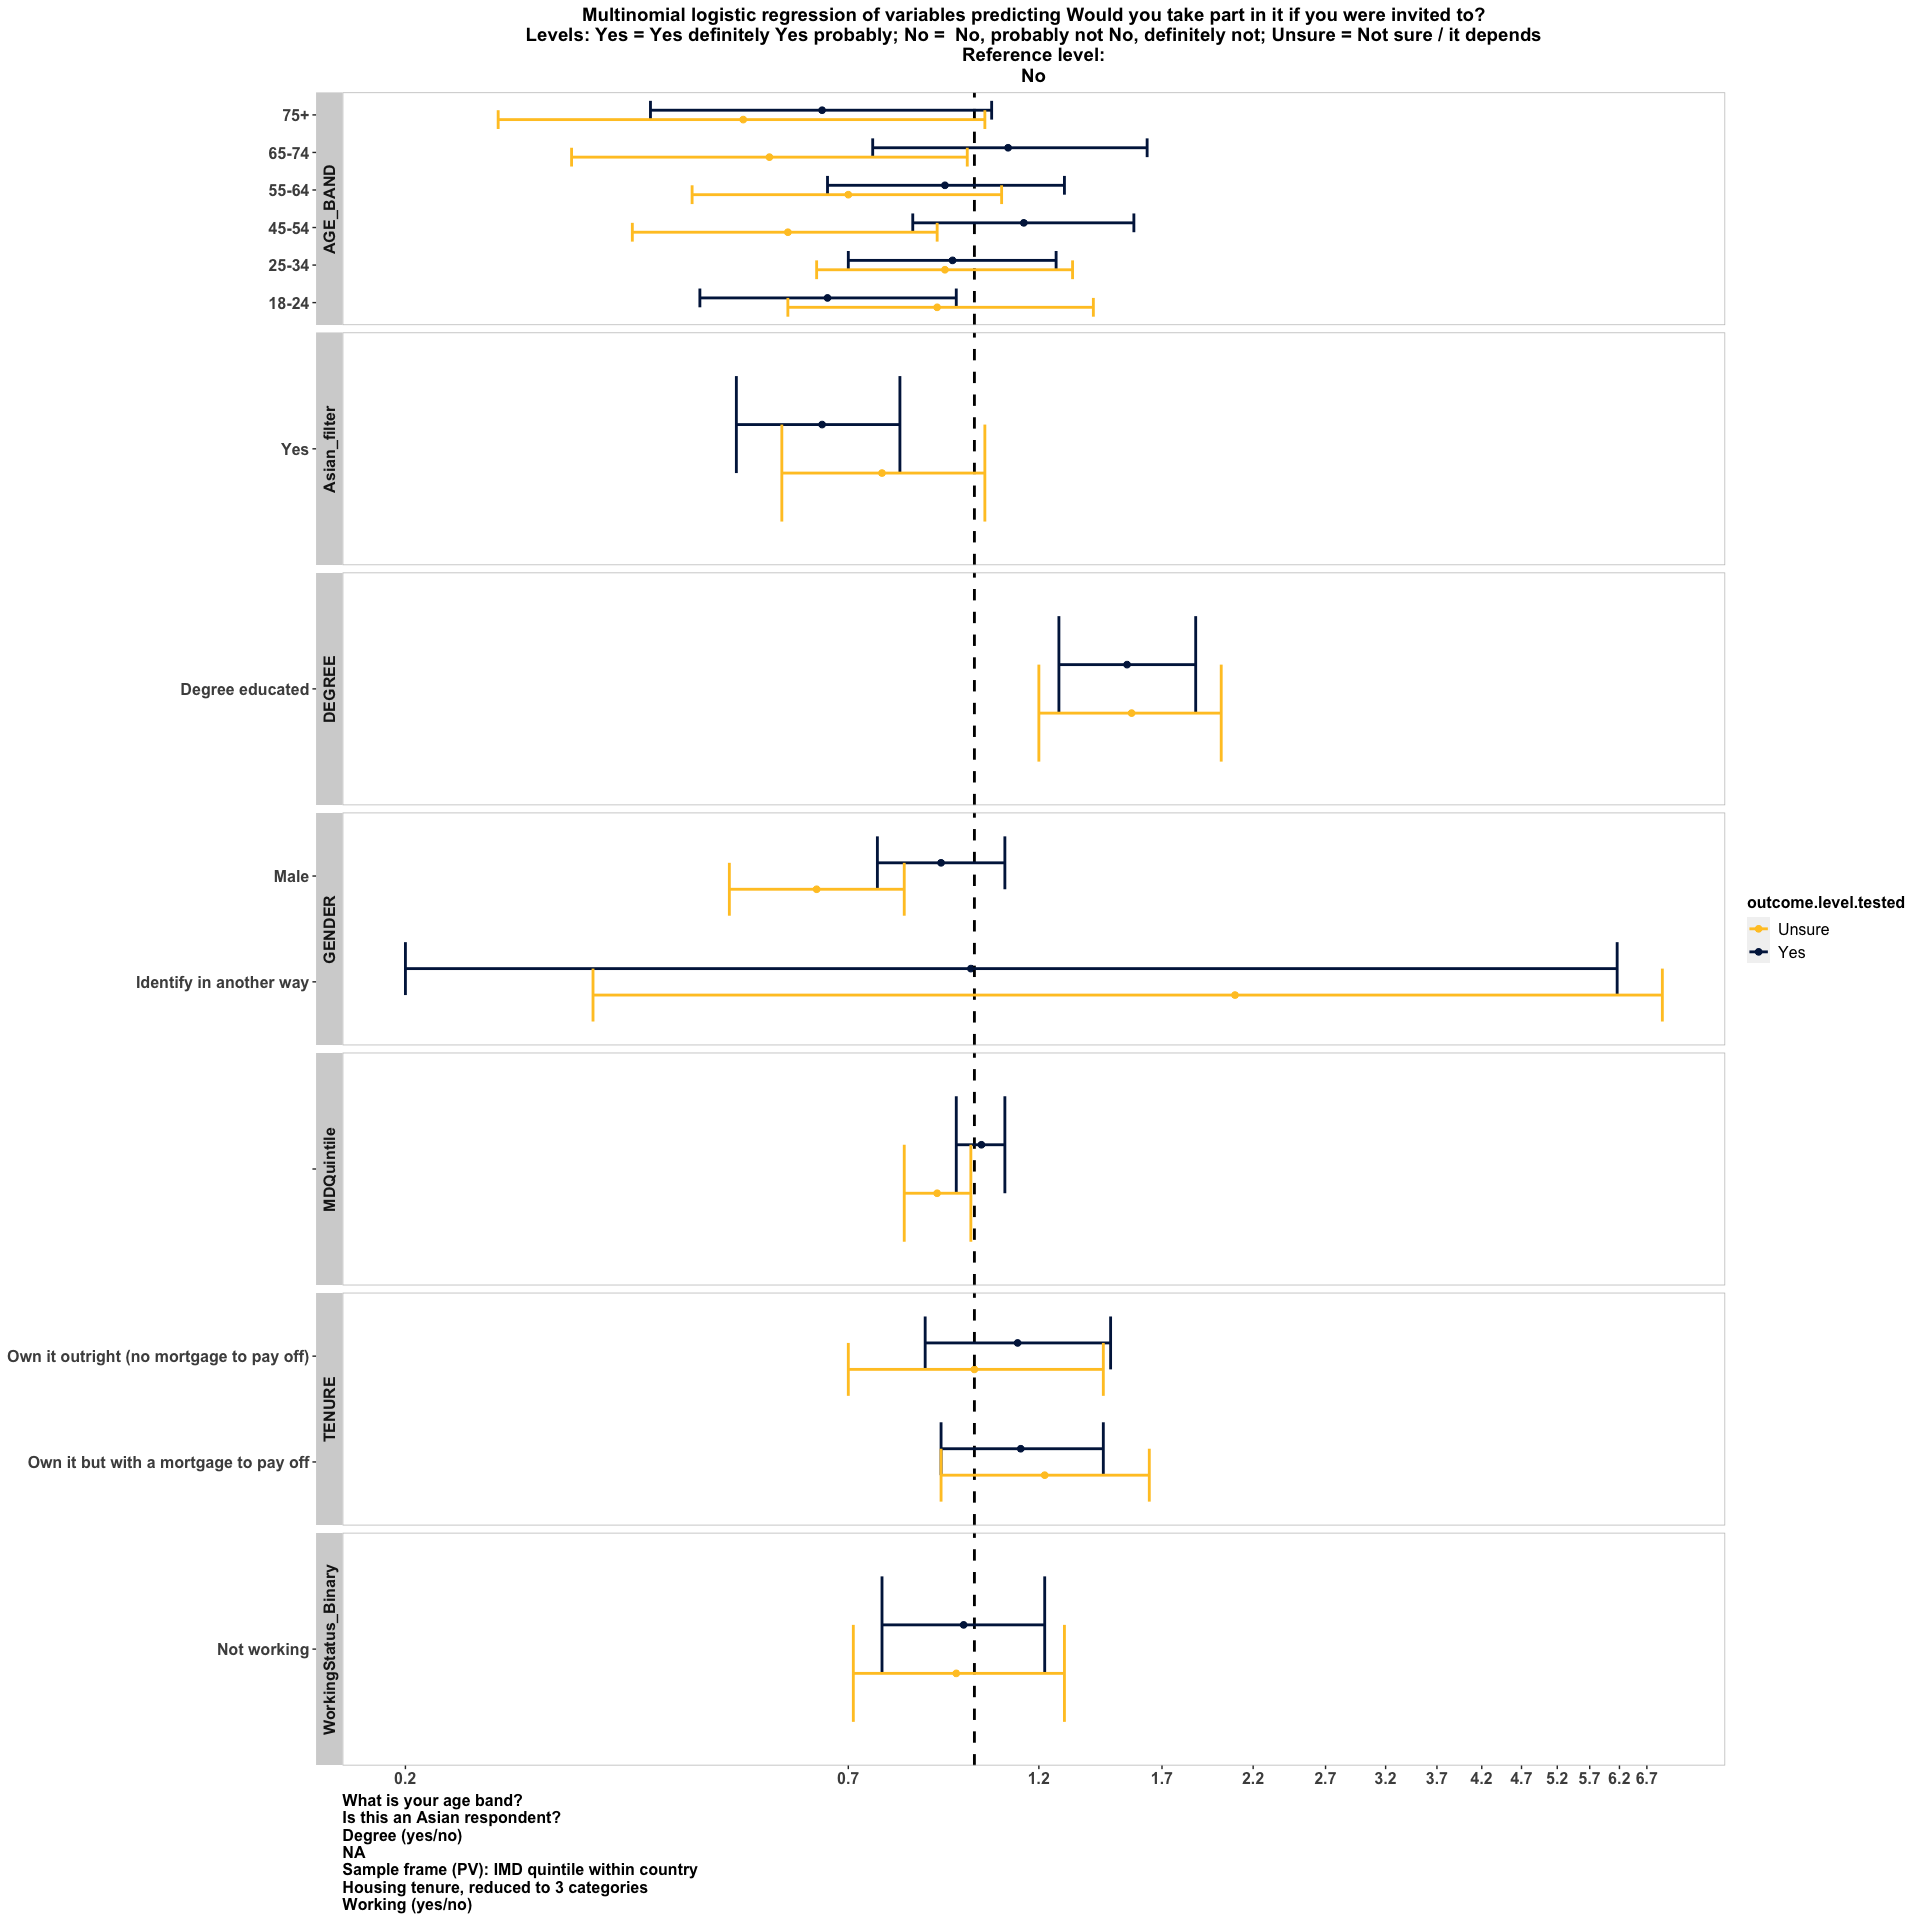 Multinomial logistic regression of variables predicting Would you take part in it if you were invited to?
Levels: Yes = Yes definitely Yes probably; No =  No, probably not No, definitely not; Unsure = Not sure / it depends
Reference level:
No
AGE_BAND
75+
65-74
55-64
45-54
25-34
18-24
Asian_filter
Yes
DEGREE
Degree educated
GENDER
Male
Identify in another way
MDQuintile
TENURE
Own it outright (no mortgage to pay off)
Own it but with a mortgage to pay off
WorkingStatus_Binary
Not working
outcome.level.tested
Unsure
Yes
0.2 0.7 1.2 1.7 2.2 2.7 3.2 3.7 4.2 4.7 5.2 5.7 6.2 6.7
What is your age band?
Is this an Asian respondent?
Degree (yes/no)
NA
Sample frame (PV): IMD quintile within country
Housing tenure, reduced to 3 categories
Working (yes/no)